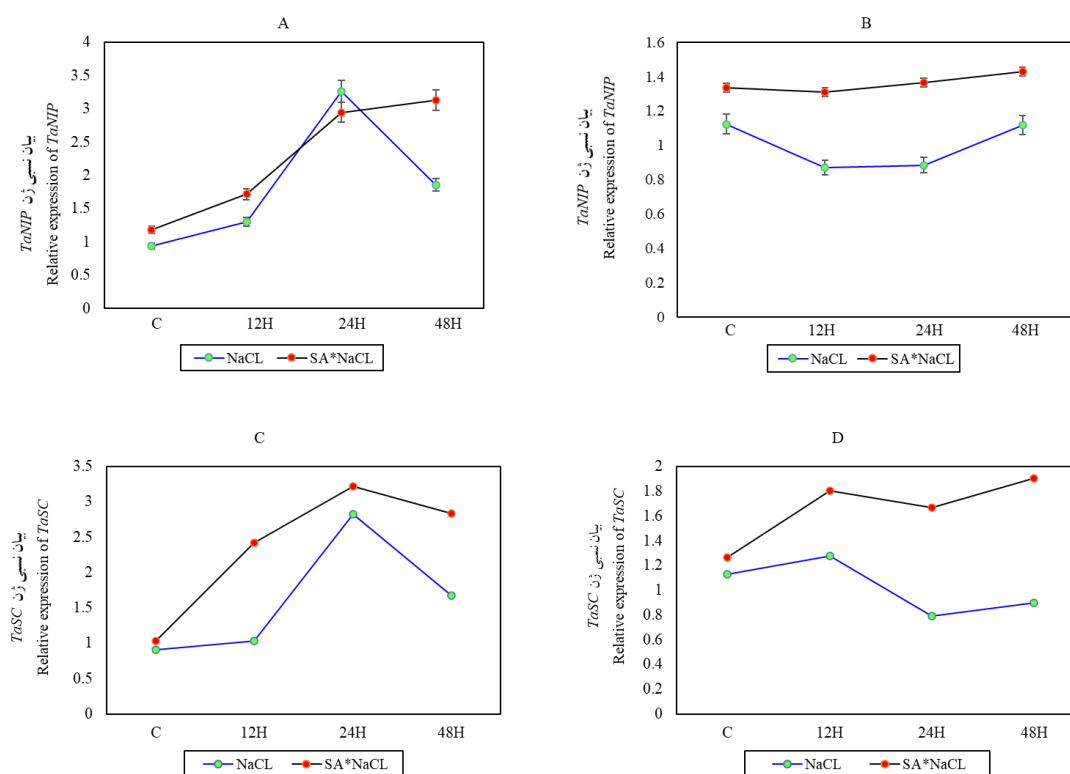 A
بیان نسبی ژن TaNIP
Relative expression of TaNIP
4
3.5
3
2.5
2
1.5
1
0.5
0
C 12H 24H 48H
NaCL SA*NaCL
B
بیان نسبی ژن TaNIP
Relative expression of TaNIP
1.6
1.4
1.2
1
0.8
0.6
0.4
0.2
0
C 12H 24H 48H
NaCL SA*NaCL
C
بیان نسبی ژن TaSC
Relative expression of TaSC
3.5
3
2.5
2
1.5
1
0.5
0
C 12H 24H 48H
NaCL SA*NaCL
D
بیان نسبی ژن TaSC
Relative expression of TaSC
2
1.8
1.6
1.4
1.2
1
0.8
0.6
0.4
0.2
0
C 12H 24H 48H
NaCL SA*NaCL